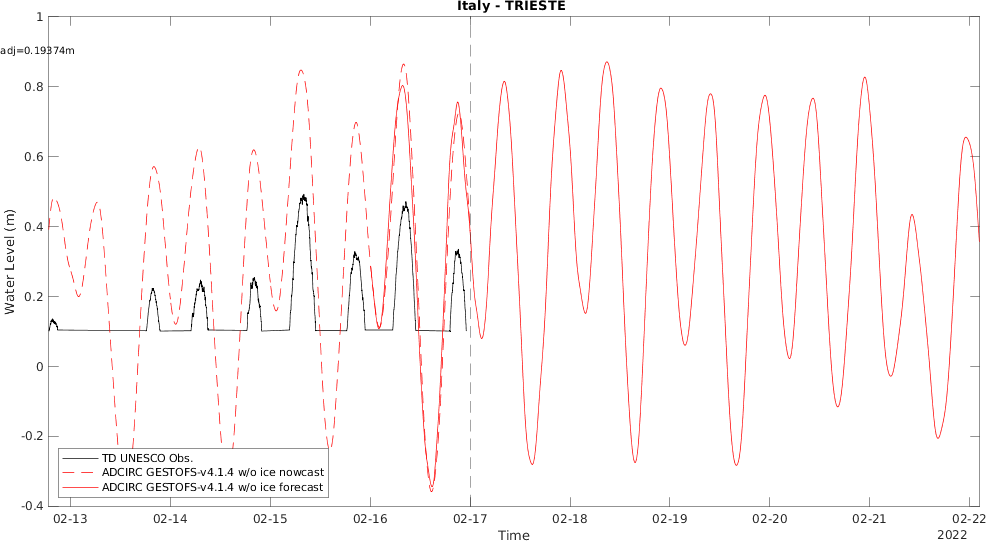 Italy - TRIESTE
adj=0.19374m
1
0.8
0.6
0.4
0.2
0
-0.2
-0.4
Water Level (m)
TD UNESCO Obs.
ADCIRC GESTOFS-v4.1.4 w/o ice nowcast
ADCIRC GESTOFS-v4.1.4 w/o ice forecast
02-13 02-14 02-15 02-16 02-17 02-18 02-19 02-20 02-21 02-22
Time
2022